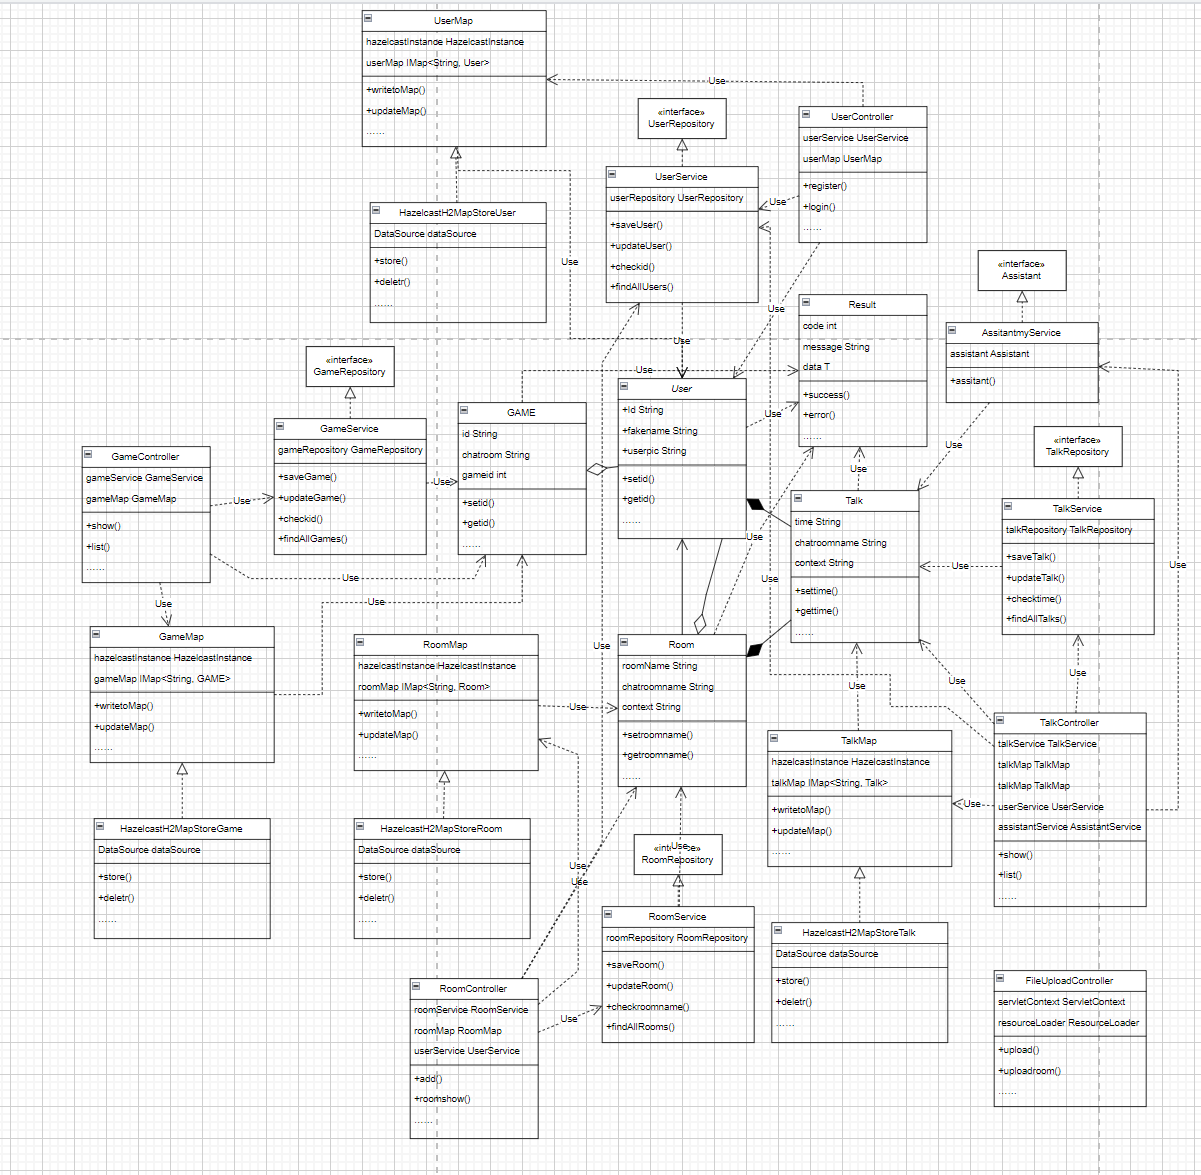 UserMap
hazelcastInstance HazelcastInstance
userMap IMap<String, User>
+writetoMap()
+updateMap()
......
Use
«interface»
UserRepository
UserController
userService UserService
userMap UserMap
+register()
+login()
......
UserService
userRepository UserRepository
+saveUser()
+updateUser()
+checkid()
+findAllUsers()
Use
HazelcastH2MapStoreUser
DataSource dataSource
+store()
+deletr()
......
Use
«interface»
Assistant
Use
Result
code int
message String
data T
+success()
+error()
......
AssitantmyService
assistant Assistant
+assitant()
Use
«interface»
GameRepository
Use
User
+Id String
+fakename String
+userpic String
+setid()
+getid()
......
Use
GAME
id String
chatroom String
gameid int
+setid()
+getid()
......
GameService
gameRepository GameRepository
+saveGame()
+updateGame()
+checkid()
+findAllGames()
Use
GameController
gameService GameService
gameMap GameMap
+show()
+list()
......
Use
Use
«interface»
TalkRepository
Use
Talk
time String
chatroomname String
context String
+settime()
+gettime()
......
TalkService
talkRepository TalkRepository
+saveTalk()
+updateTalk()
+checktime()
+findAllTalks()
Use
Use
Use
Use
Use
Use
Use
GameMap
hazelcastInstance HazelcastInstance
gameMap IMap<String, GAME>
+writetoMap()
+updateMap()
......
RoomMap
hazelcastInstance HazelcastInstance
roomMap IMap<String, Room>
+writetoMap()
+updateMap()
......
Use
Use
Room
roomName String
chatroomname String
context String
+setroomname()
+getroomname()
......
Use
Use
Use
TalkController
talkService TalkService
talkMap TalkMap
talkMap TalkMap
userService UserService
assistantService AssistantService
+show()
+list()
......
TalkMap
hazelcastInstance HazelcastInstance
talkMap IMap<String, Talk>
+writetoMap()
+updateMap()
......
Use
HazelcastH2MapStoreGame
DataSource dataSource
+store()
+deletr()
......
HazelcastH2MapStoreRoom
DataSource dataSource
+store()
+deletr()
......
Use
RoomRepository
Use
Use
RoomService
roomRepository RoomRepository
+saveRoom()
+updateRoom()
+checkroomname()
+findAllRooms()
HazelcastH2MapStoreTalk
DataSource dataSource
+store()
+deletr()
......
RoomController
roomService RoomService
roomMap RoomMap
userService UserService
+add()
+roomshow()
......
Use
FileUploadController
servletContext ServletContext
resourceLoader ResourceLoader
+upload()
+uploadroom()
......